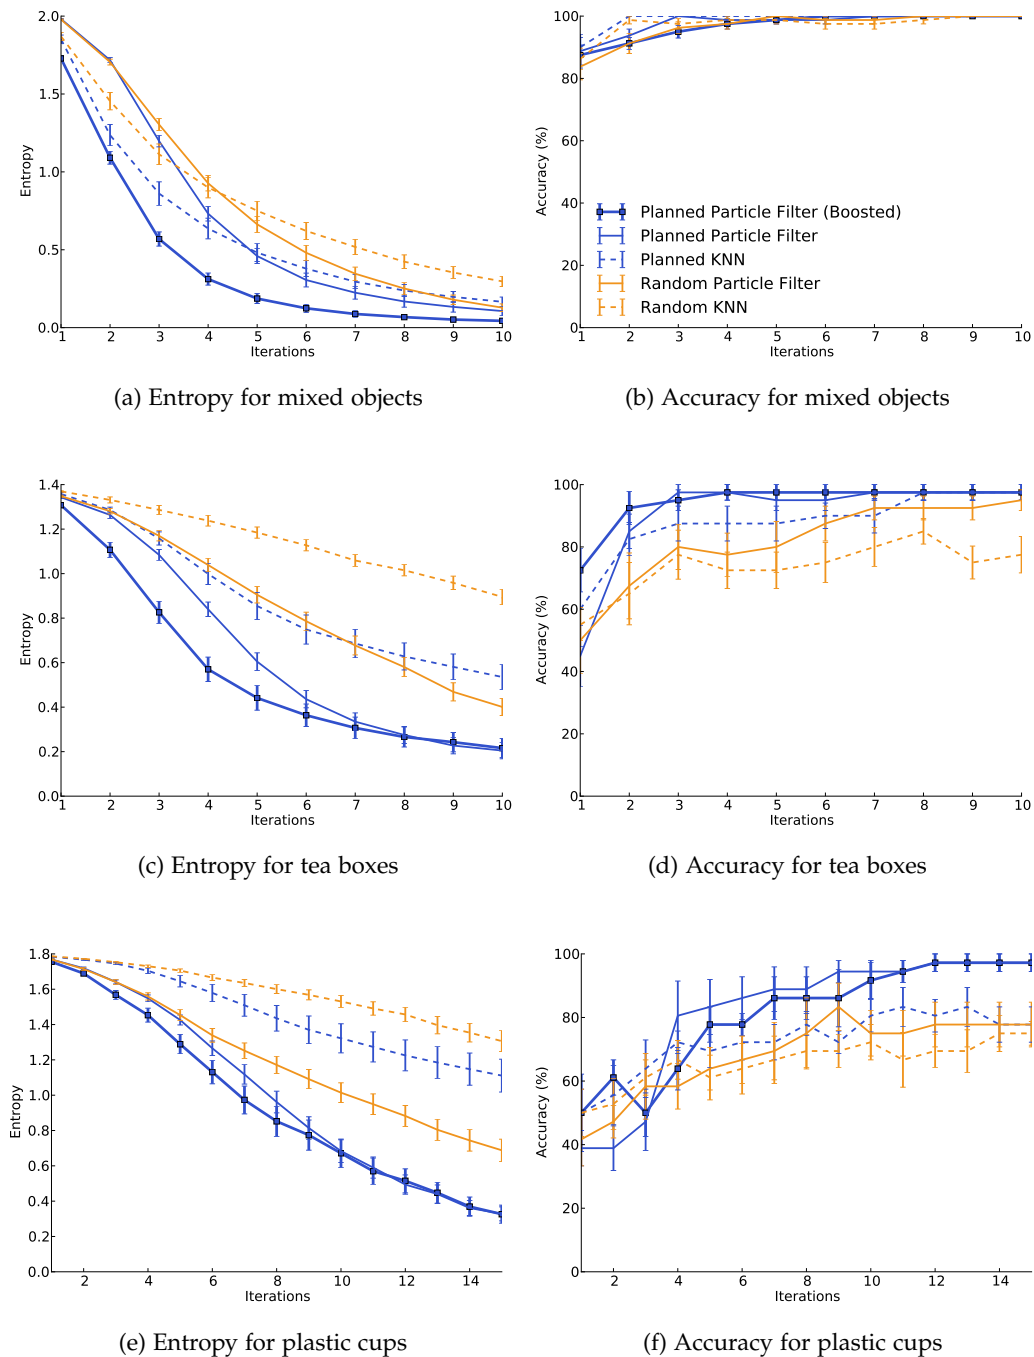 2.0
1.5
1.0
0.5
0.0
Entropy
1 2 3 4 5 6 7 8 9 10
Iterations
100
80
60
40
20
0
Accuracy (%)
Planned Particle Filter (Boosted)
Planned Particle Filter
Planned KNN
Random Particle Filter
Random KNN
1 2 3 4 5 6 7 8 9 10
Iterations
(a) Entropy for mixed objects
(b) Accuracy for mixed objects
1.4
1.2
1.0
0.8
0.6
0.4
0.2
0.0
Entropy
1 2 3 4 5 6 7 8 9 10
Iterations
100
80
60
40
20
0
Accuracy (%)
1 2 3 4 5 6 7 8 9 10
Iterations
(c) Entropy for tea boxes
(d) Accuracy for tea boxes
1.8
1.6
1.4
1.2
1.0
0.8
0.6
0.4
0.2
0.0
Entropy
2 4 6 8 10 12 14
Iterations
100
80
60
40
20
0
Accuracy (%)
2 4 6 8 10 12 14
Iterations
(e) Entropy for plastic cups
(f) Accuracy for plastic cups